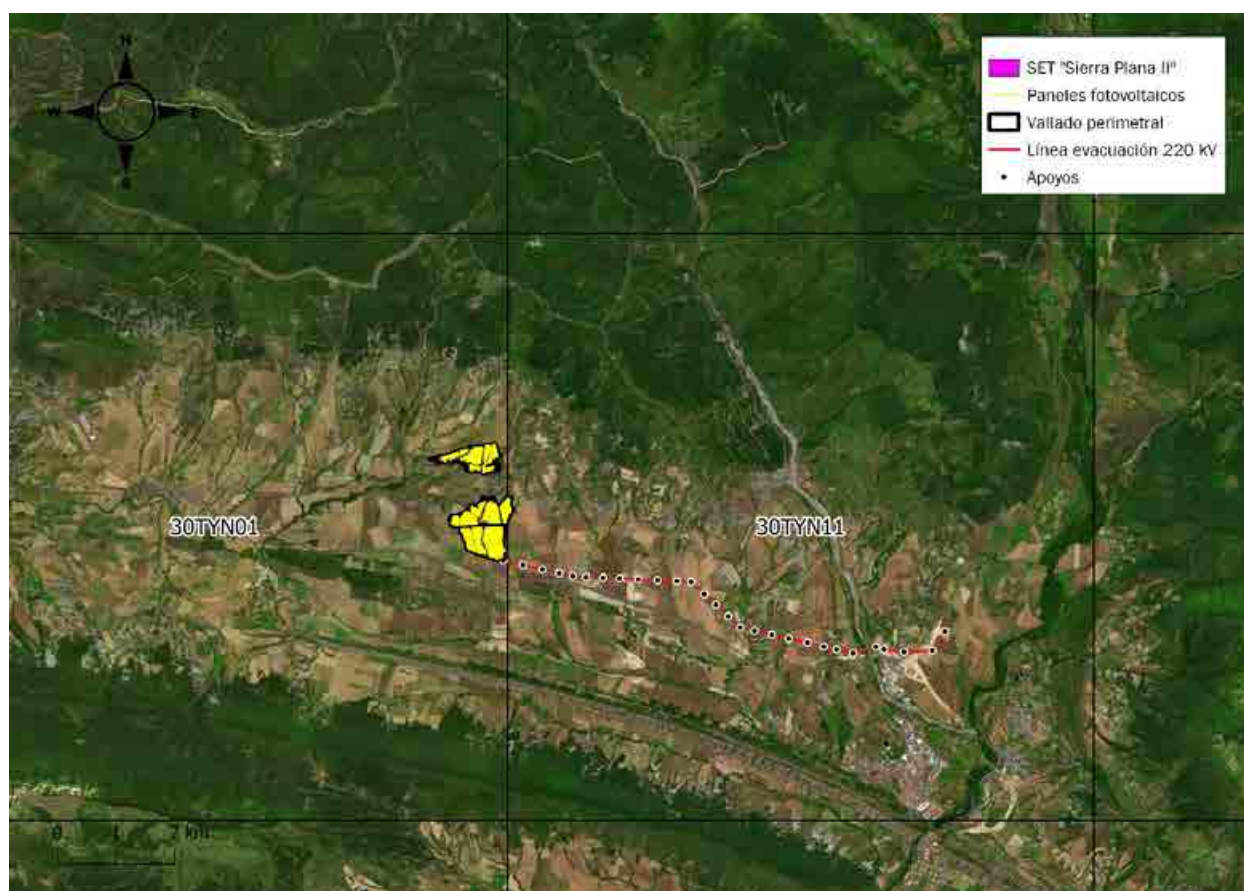 N
W
E
S
SET "Sierra Plana II"
Paneles fotovoltaicos
Vallado perimetral
Línea evacuación 220 kV
Apoyos
30TYN01
30TYN11
0 1 2 km